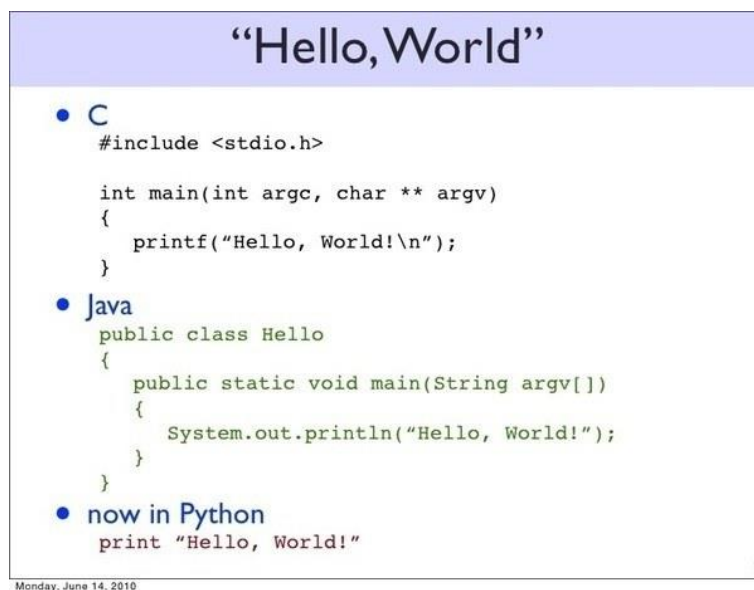 “Hello, World”
• C
#include <stdio.h>
int main(int argc, char ** argv)
{
printf(“Hello, World!\n”);
}
• Java
public class Hello
{
public static void main(String argv[])
{
System.out.println(“Hello, World!”);
}
}
• now in Python
print “Hello, World!”
Monday, June 14, 2010